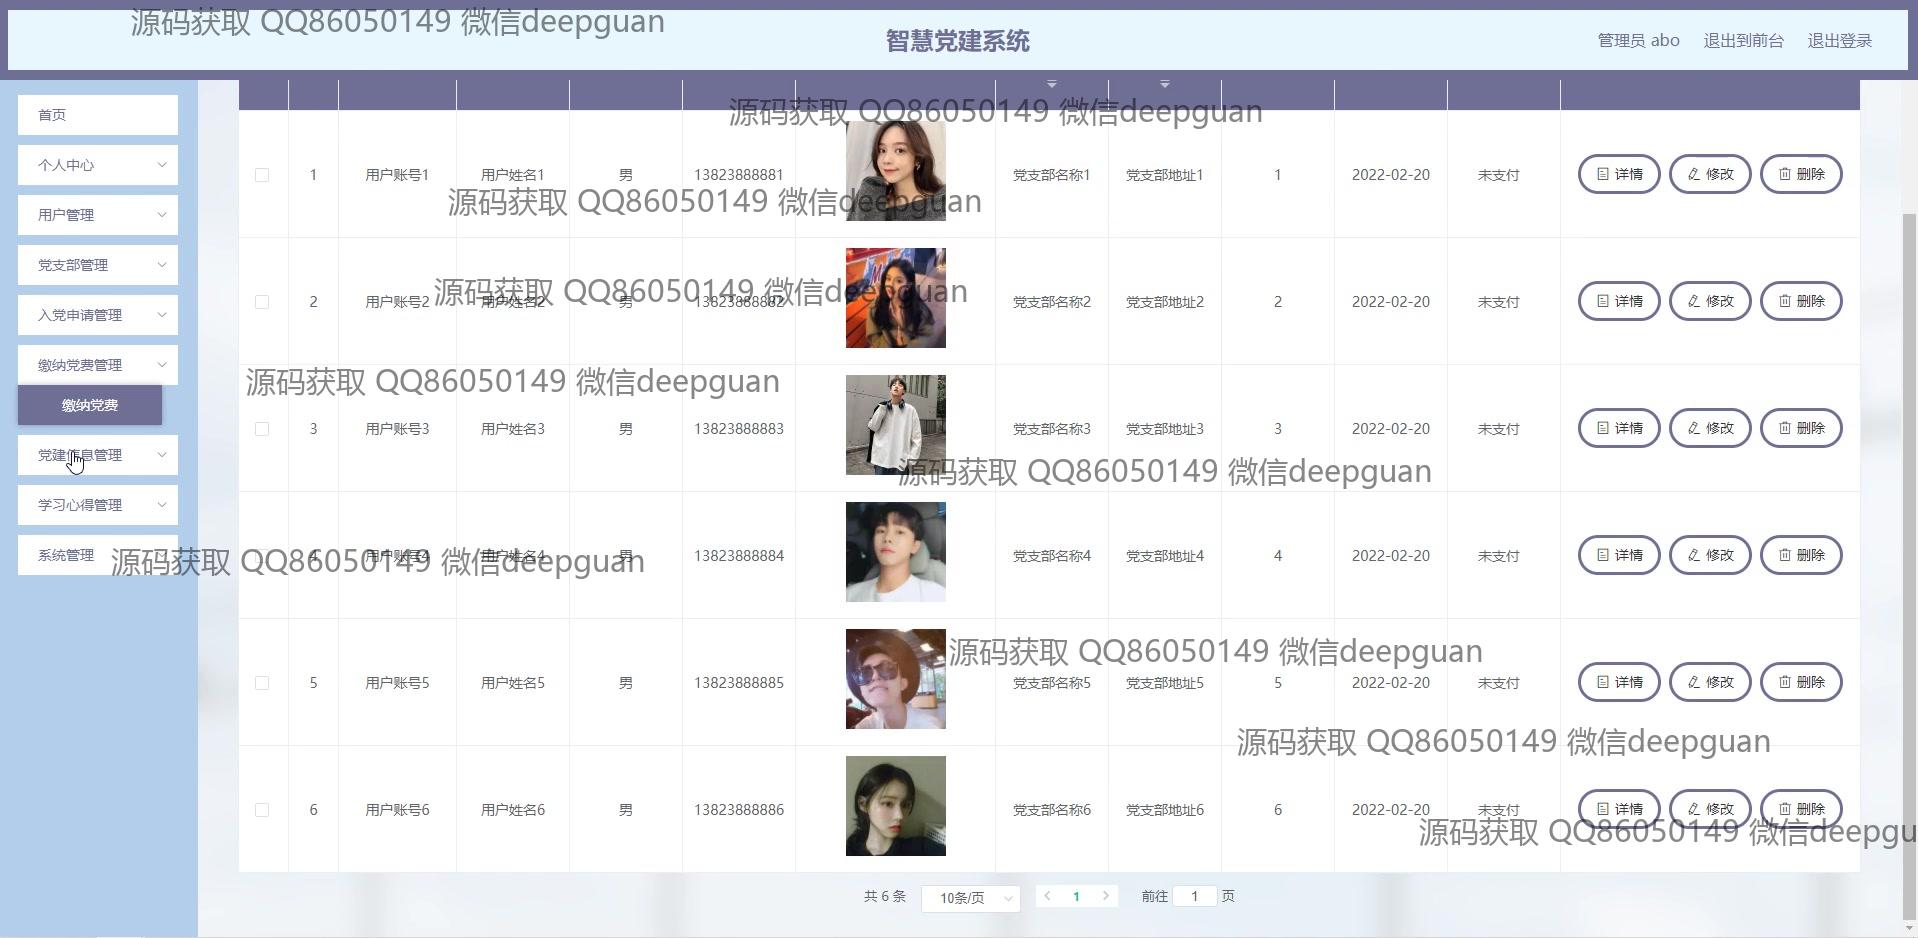 源码获取 QQ86050149 微信deepguan
智慧党建系统
管理员 abo 退出到前台 退出登录
首页
个人中心
用户管理
党支部管理
入党申请管理
缴纳党费管理
缴纳党费
党建信息管理
学习心得管理
系统管理
源码获取 QQ86050149 微信deepguan
1 用户账号1 用户姓名1 男 13823888881 党支部名称1 党支部地址1 1 2022-02-20 未支付 详情 修改 删除
源码获取 QQ86050149 微信deepguan
源码获取 QQ86050149 微信deepguan
2 用户账号2 用户姓名2 男 13823888882 党支部名称2 党支部地址2 2 2022-02-20 未支付 详情 修改 删除
源码获取 QQ86050149 微信deepguan
3 用户账号3 用户姓名3 男 13823888883 党支部名称3 党支部地址3 3 2022-02-20 未支付 详情 修改 删除
源码获取 QQ86050149 微信deepguan
4 用户账号4 用户姓名4 男 13823888884 党支部名称4 党支部地址4 4 2022-02-20 未支付 详情 修改 删除
源码获取 QQ86050149 微信deepguan
源码获取 QQ86050149 微信deepguan
5 用户账号5 用户姓名5 男 13823888885 党支部名称5 党支部地址5 5 2022-02-20 未支付 详情 修改 删除
源码获取 QQ86050149 微信deepguan
6 用户账号6 用户姓名6 男 13823888886 党支部名称6 党支部地址6 6 2022-02-20 未支付 详情 修改 删除
源码获取 QQ86050149 微信deepgu
共 6 条 10条/页 1 前往 1 页